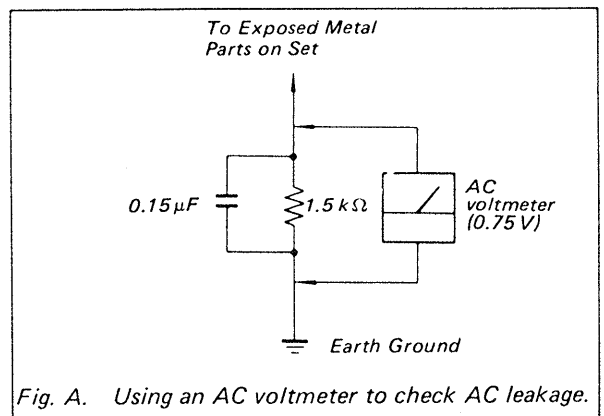 To Exposed Metal
Parts on Set
0.15μF
1.5 kΩ
AC
voltmeter
(0.75 V)
Earth Ground
Fig. A. Using an AC voltmeter to check AC leakage.